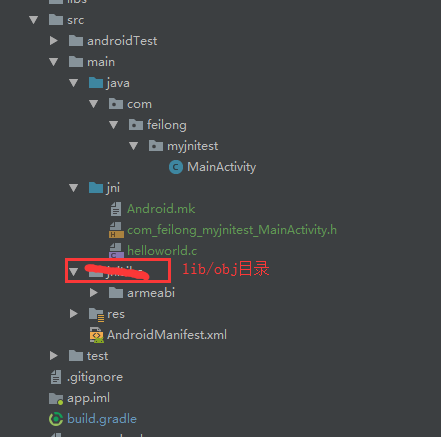 libs
src
androidTest
main
java
com
feilong
myjnitest
MainActivity
jni
Android.mk
com_feilong_myjnitest_MainActivity.h
helloworld.c
lib/obj目录
armeabi
res
AndroidManifest.xml
test
.gitignore
app.iml
build.gradle